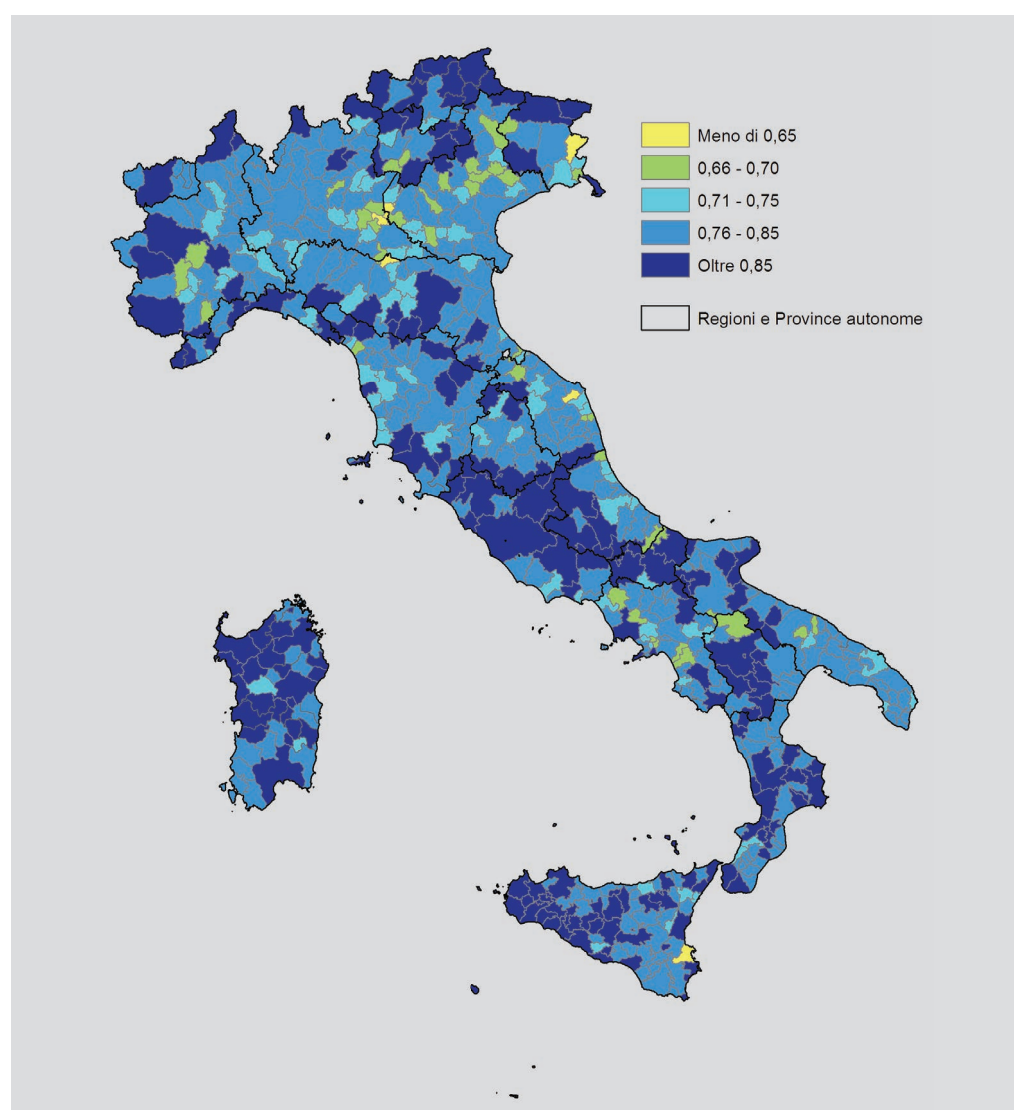 Meno di 0,65
0,66 - 0,70
0,71 - 0,75
0,76 - 0,85
Oltre 0,85
Regioni e Province autonome